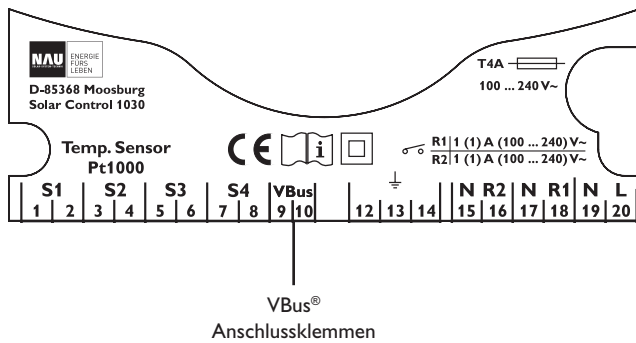 NAU
ENERGIE
FÜRS
LEBEN
D-85368 Moosburg
Solar Control 1030
T4A
100 ... 240 V~
Temp. Sensor
Pt1000
CE
i
R1 1 (1) A (100 ... 240) V~
R2 1 (1) A (100 ... 240) V~
S1 S2 S3 S4 VBus N R2 N R1 N L
1 2 3 4 5 6 7 8 9 10 12 13 14 15 16 17 18 19 20
VBus®
Anschlussklemmen